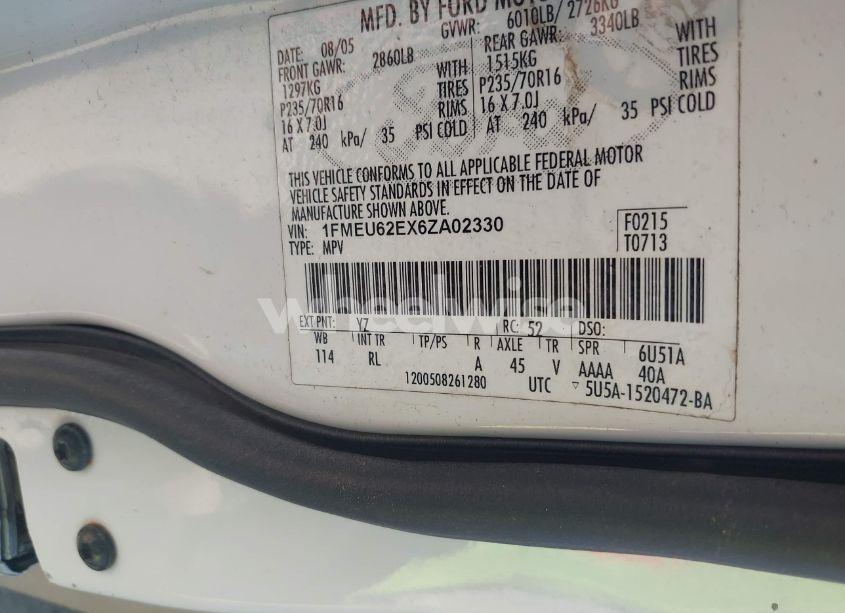 MFD. BY FORD MOTO
DATE: 08/05 GVWR: 6010LB/ 2726KG
FRONT GAWR: 2860LB REAR GAWR: 3340LB
1297KG WITH 1515KG WITH
P235/70R16 TIRES P235/70R16 TIRES
16 X 7.0J RIMS 16 X 7.0J RIMS
AT 240 kPa/ 35 PSI COLD AT 240 kPa/ 35 PSI COLD
THIS VEHICLE CONFORMS TO ALL APPLICABLE FEDERAL MOTOR
VEHICLE SAFETY STANDARDS IN EFFECT ON THE DATE OF
MANUFACTURE SHOWN ABOVE.
VIN: 1FMEU62EX6ZA02330 F0215
TYPE: MPV T0713
wheelwise
EXT PNT: YZ RC: 52 DSO:
WB INT TR TP/PS R AXLE TR SPR 6U51A
114 RL A 45 V AAAA 40A
1200508261280 UTC ▽ 5U5A-1520472-BA